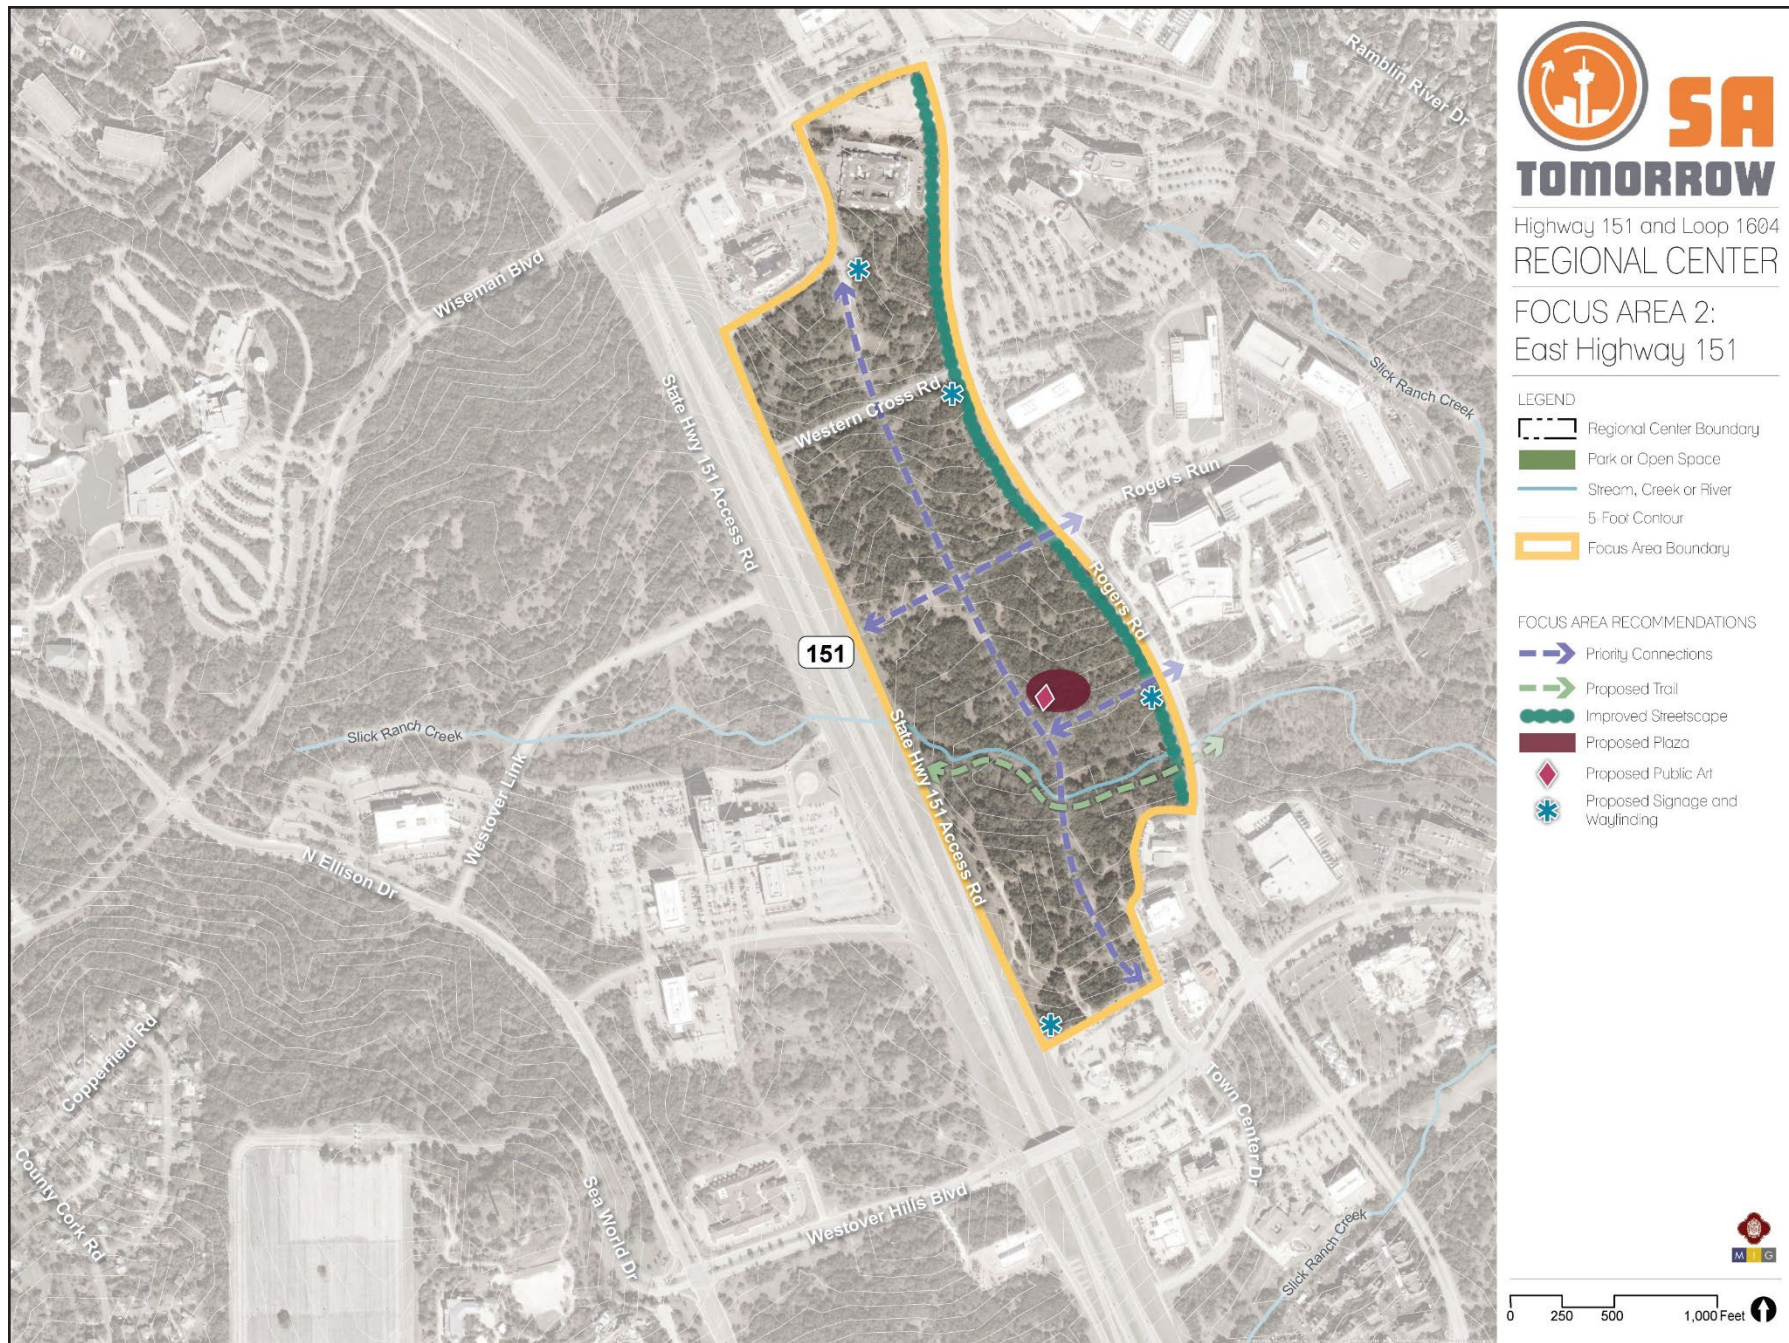 Ramblin River Dr
Wiseman Blvd
State Hwy 151 Access Rd
Western Cross Rd
Slick Ranch Creek
Rogers Run
Rogers Rd
151
Slick Ranch Creek
State Hwy 151 Access Rd
Westover Link
N Ellison Dr
Copperfield Rd
County Cork Rd
Sea World Dr
Westover Hills Blvd
Town Center Dr
Slick Ranch Creek
SA
TOMORROW
Highway 151 and Loop 1604
REGIONAL CENTER
FOCUS AREA 2:
East Highway 151
LEGEND
Regional Center Boundary
Park or Open Space
Stream, Creek or River
5-Foot Contour
Focus Area Boundary
FOCUS AREA RECOMMENDATIONS
Priority Connections
Proposed Trail
Improved Streetscape
Proposed Plaza
Proposed Public Art
Proposed Signage and
Wayfinding
M I G
0 250 500 1,000 Feet